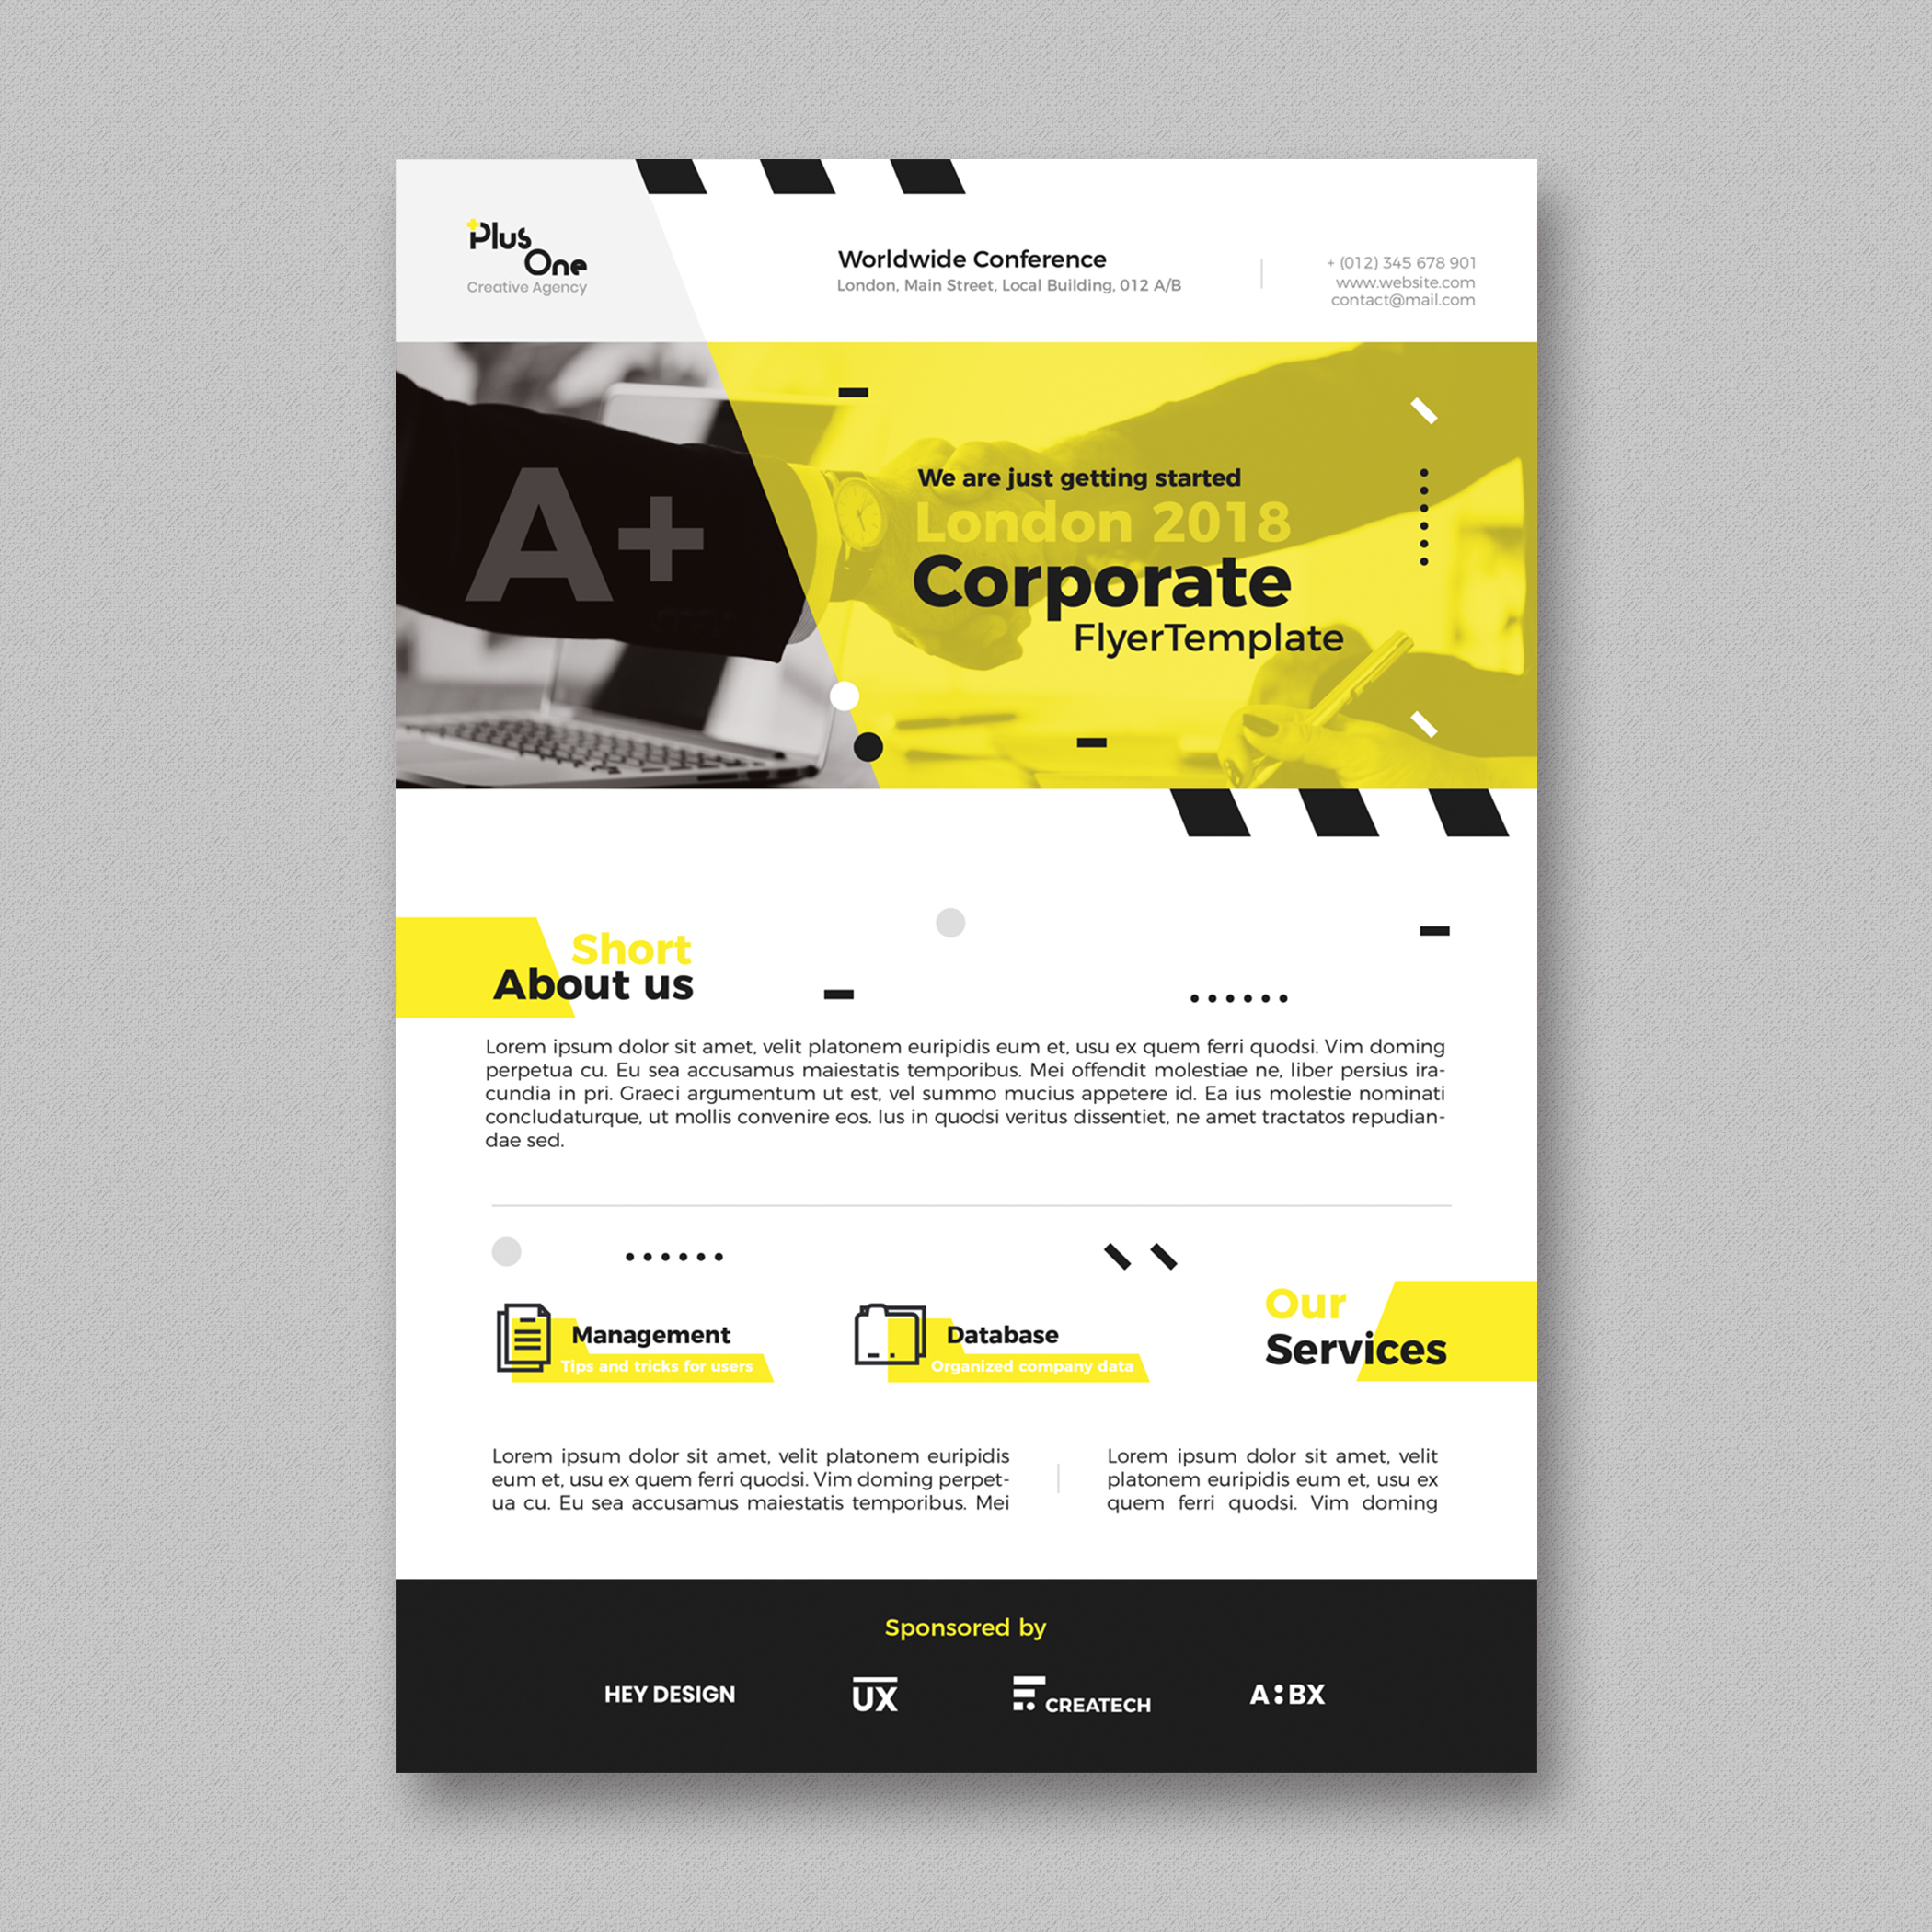 Plus
One
Creative Agency
Worldwide Conference
London, Main Street, Local Building, 012 A/B
+ (012) 345 678 901
www.website.com
contact@mail.com
A+
We are just getting started
London 2018
Corporate
FlyerTemplate
Short
About us
Lorem ipsum dolor sit amet, velit platonem euripidis eum et, usu ex quem ferri quodsi. Vim doming
perpetua cu. Eu sea accusamus maiestatis temporibus. Mei offendit molestiae ne, liber persius ira-
cundia in pri. Graeci argumentum ut est, vel summo mucius appetere id. Ea ius molestie nominati
concludaturque, ut mollis convenire eos. Ius in quodsi veritus dissentiet, ne amet tractatos repudian-
dae sed.
Management
Tips and tricks for users
Database
Organized company data
Our
Services
Lorem ipsum dolor sit amet, velit platonem euripidis
eum et, usu ex quem ferri quodsi. Vim doming perpet-
ua cu. Eu sea accusamus maiestatis temporibus. Mei
Lorem ipsum dolor sit amet, velit
platonem euripidis eum et, usu ex
quem ferri quodsi. Vim doming
Sponsored by
HEY DESIGN
UX
CREATECH
A:BX